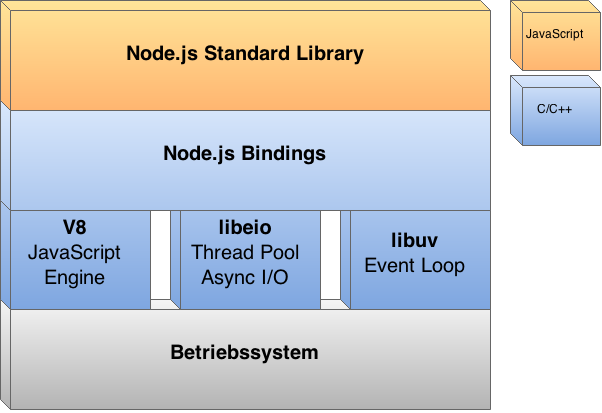 Node.js Standard Library
JavaScript
C/C++
Node.js Bindings
V8
JavaScript
Engine
libeio
Thread Pool
Async I/O
libuv
Event Loop
Betriebssystem